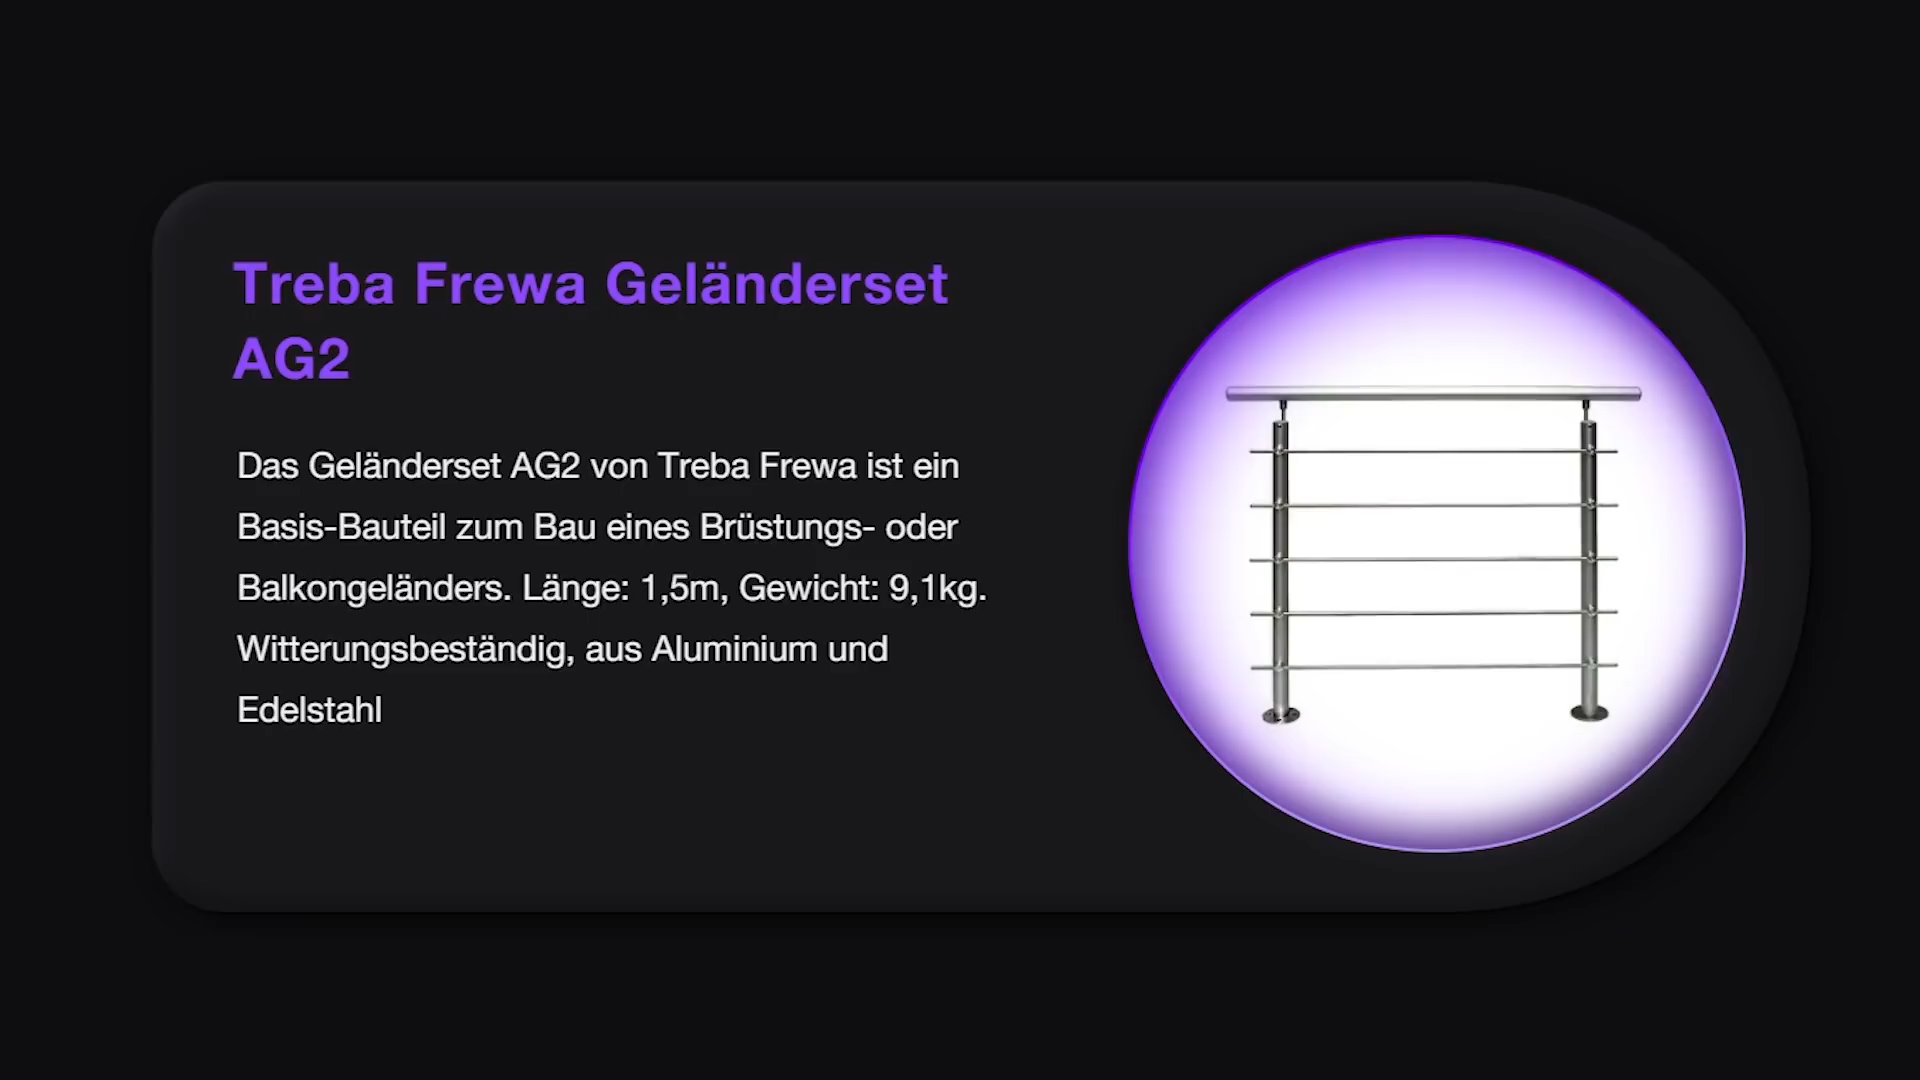 Treba Frewa Geländerset
AG2
Das Geländerset AG2 von Treba Frewa ist ein
Basis-Bauteil zum Bau eines Brüstungs- oder
Balkongeländers. Länge: 1,5m, Gewicht: 9,1kg.
Witterungsbeständig, aus Aluminium und
Edelstahl